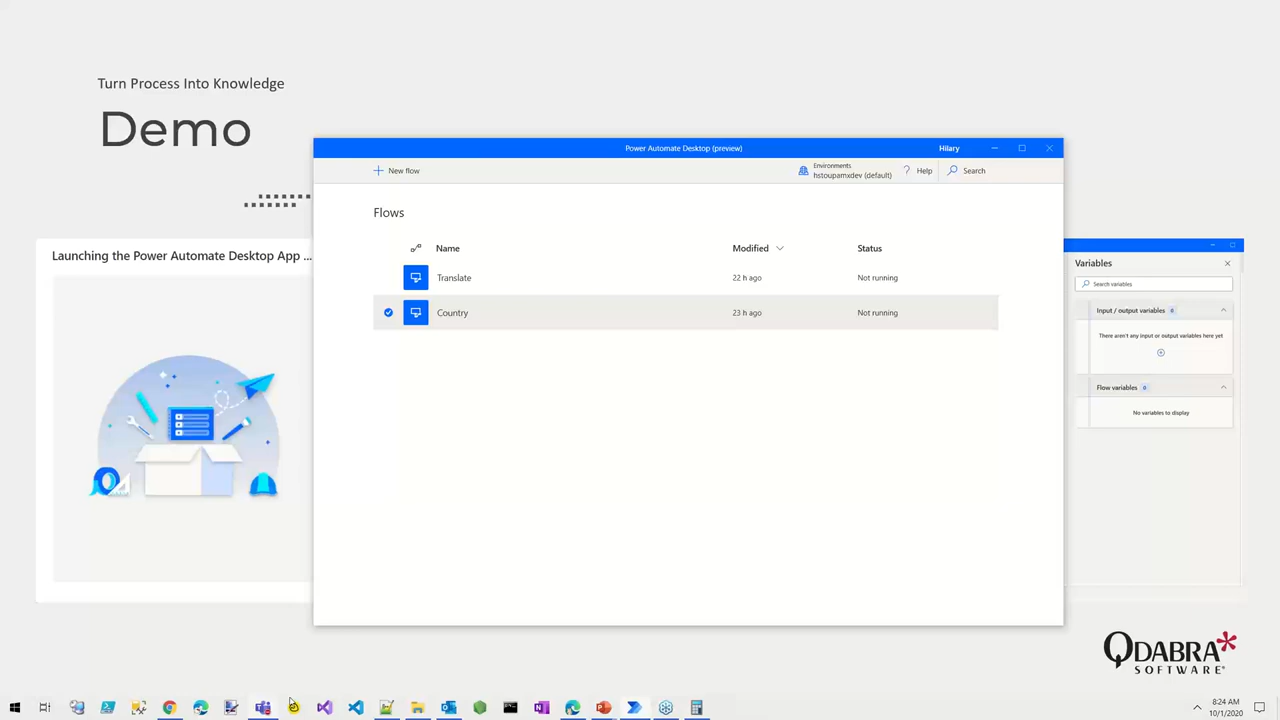 Turn Process Into Knowledge
Demo
Launching the Power Automate Desktop App ...
Power Automate Desktop (preview)
Hilary
New flow
Environments
hstoupamxdev (default)
Help
Search
Flows
Name
Modified
Status
Translate
22 h ago
Not running
Country
23 h ago
Not running
Variables
Search variables
Input / output variables 0
There aren't any input or output variables here yet
Flow variables 0
No variables to display
QDABRA
SOFTWARE
8:24 AM
10/1/2020